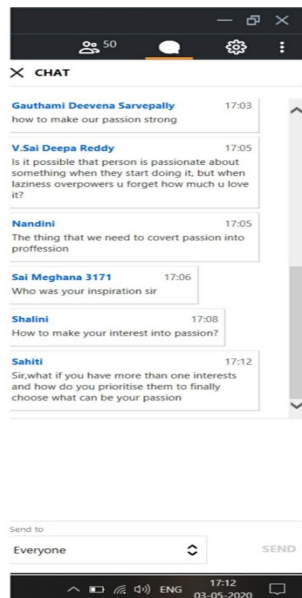 50
CHAT
Gauthami Deevena Sarvepally 17:03
how to make our passion strong
V.Sai Deepa Reddy 17:05
Is it possible that person is passionate about
something when they start doing it, but when
laziness overpowers u forget how much u love
it?
Nandini 17:05
The thing that we need to covert passion into
proffession
Sai Meghana 3171 17:06
Who was your inspiration sir
Shalini 17:08
How to make your interest into passion?
Sahiti 17:12
Sir,what if you have more than one interests
and how do you prioritise them to finally
choose what can be your passion
Send to
Everyone SEND
ENG 17:12
03-05-2020